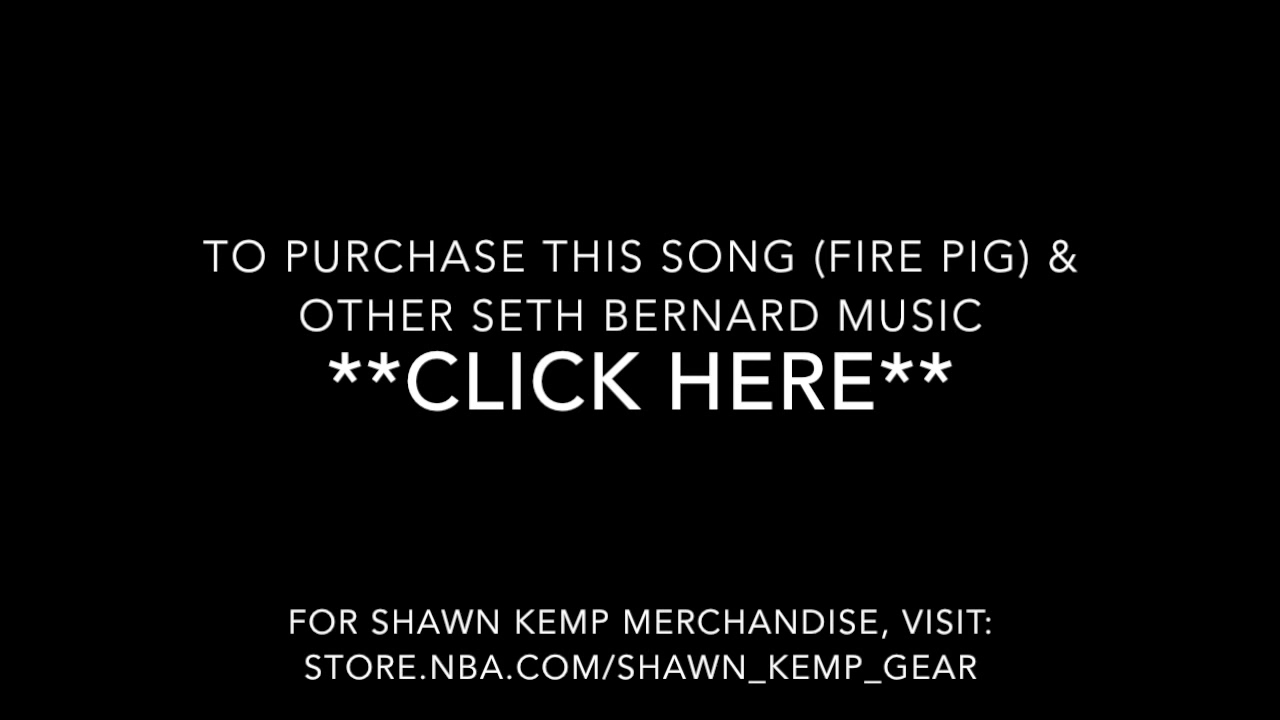 TO PURCHASE THIS SONG (FIRE PIG) &
OTHER SETH BERNARD MUSIC
**CLICK HERE**
FOR SHAWN KEMP MERCHANDISE, VISIT:
STORE.NBA.COM/SHAWN_KEMP_GEAR